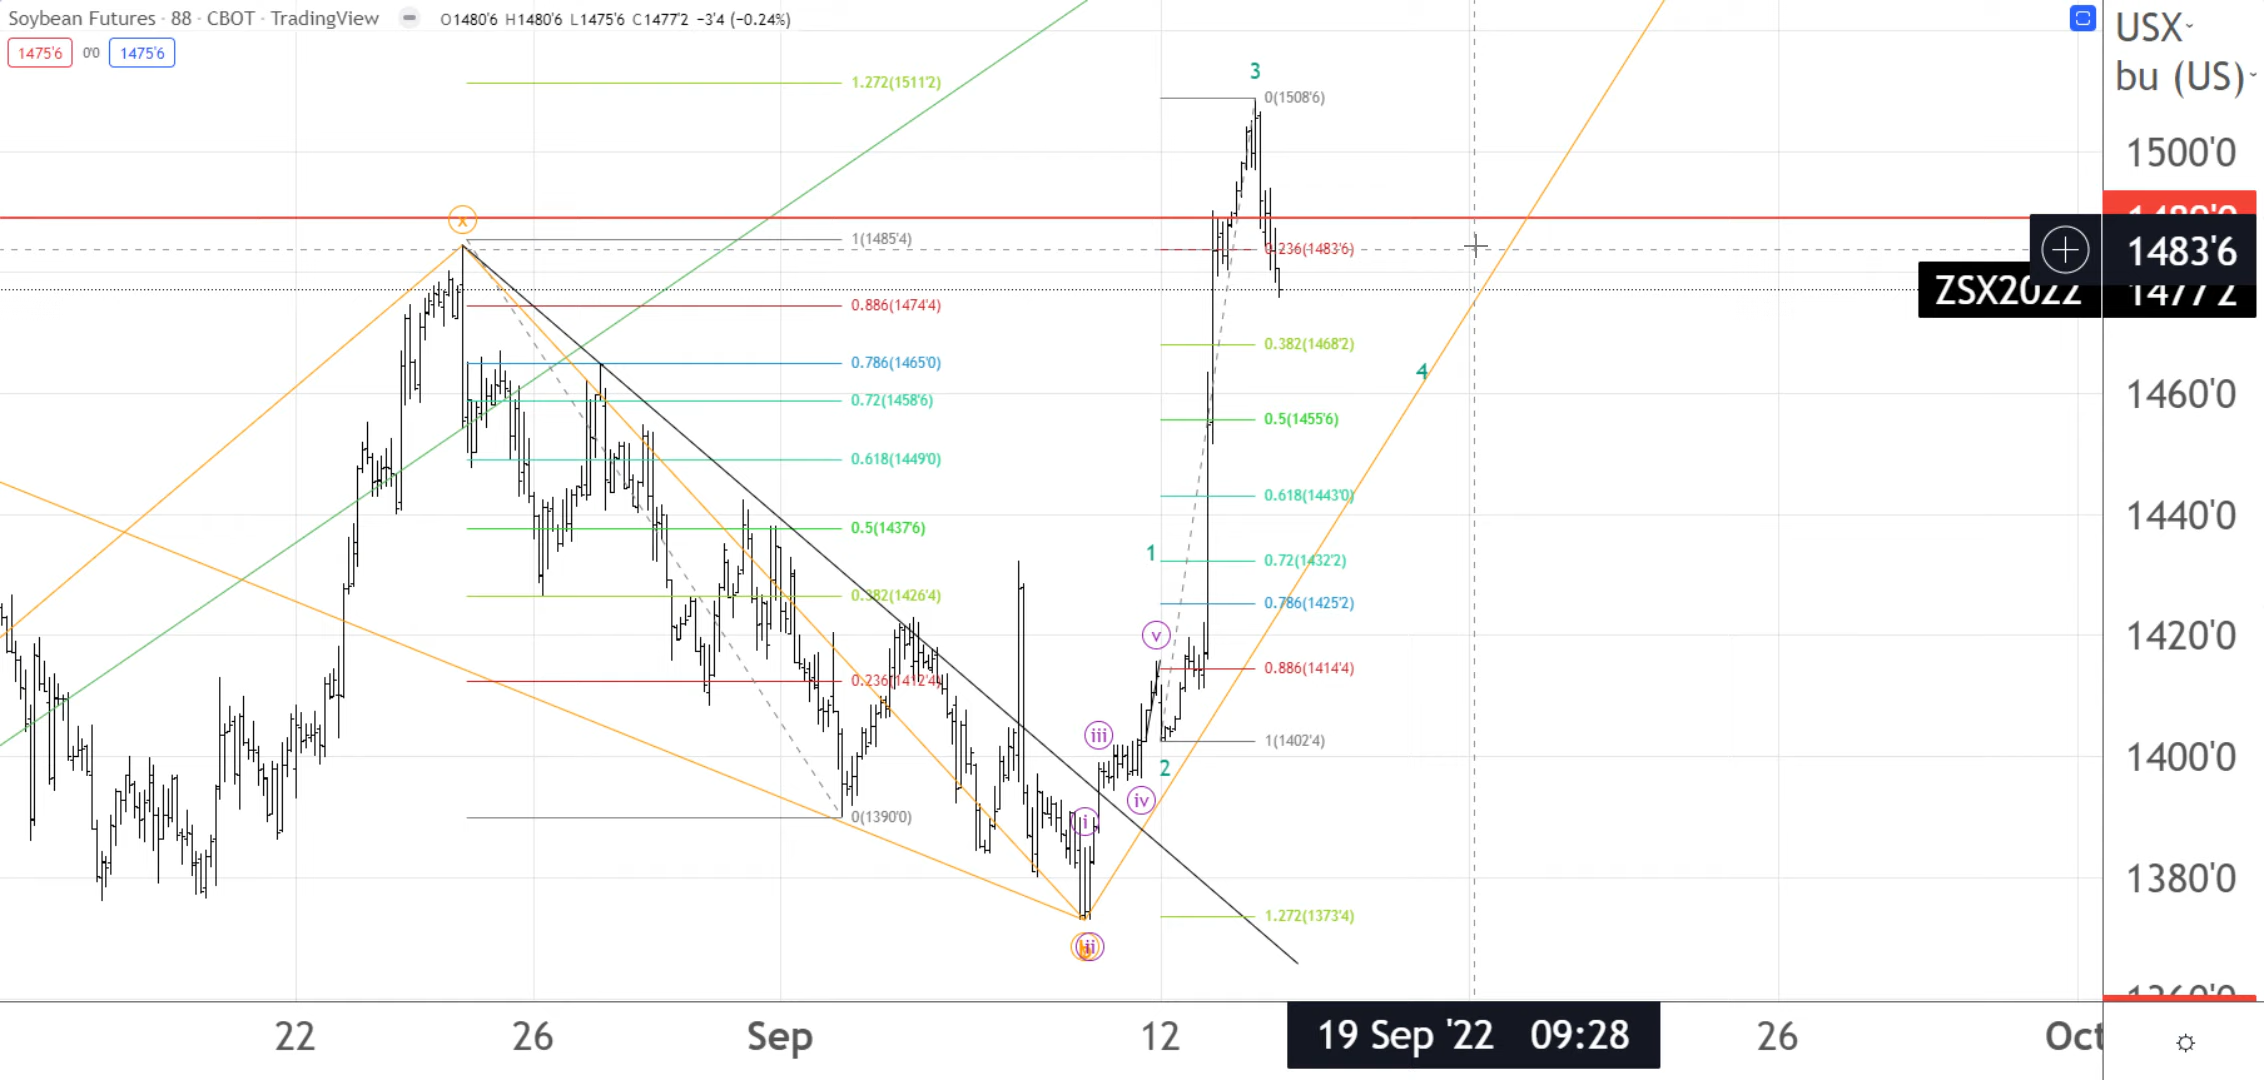 Soybean Futures · 88 · CBOT · TradingView O1480'6 H1480'6 L1475'6 C1477'2 −3'4 (−0.24%)
1475'6 0'0 1475'6
USX
bu (US)
1.272(1511'2)
3
0(1508'6)
1500'0
x
1(1485'4)
0.236(1483'6)
1483'6
ZSX2022 1477'2
0.886(1474'4)
0.382(1468'2)
0.786(1465'0)
4
1460'0
0.72(1458'6)
0.5(1455'6)
0.618(1449'0)
0.618(1443'0)
1440'0
0.5(1437'6)
1
0.72(1432'2)
0.382(1426'4)
0.786(1425'2)
v
1420'0
0.886(1414'4)
0.236(1412'4)
iii
1(1402'4)
2
1400'0
iv
0(1390'0)
i
1380'0
1.272(1373'4)
ii
22 26 Sep 12 19 Sep '22 09:28 26 Oct